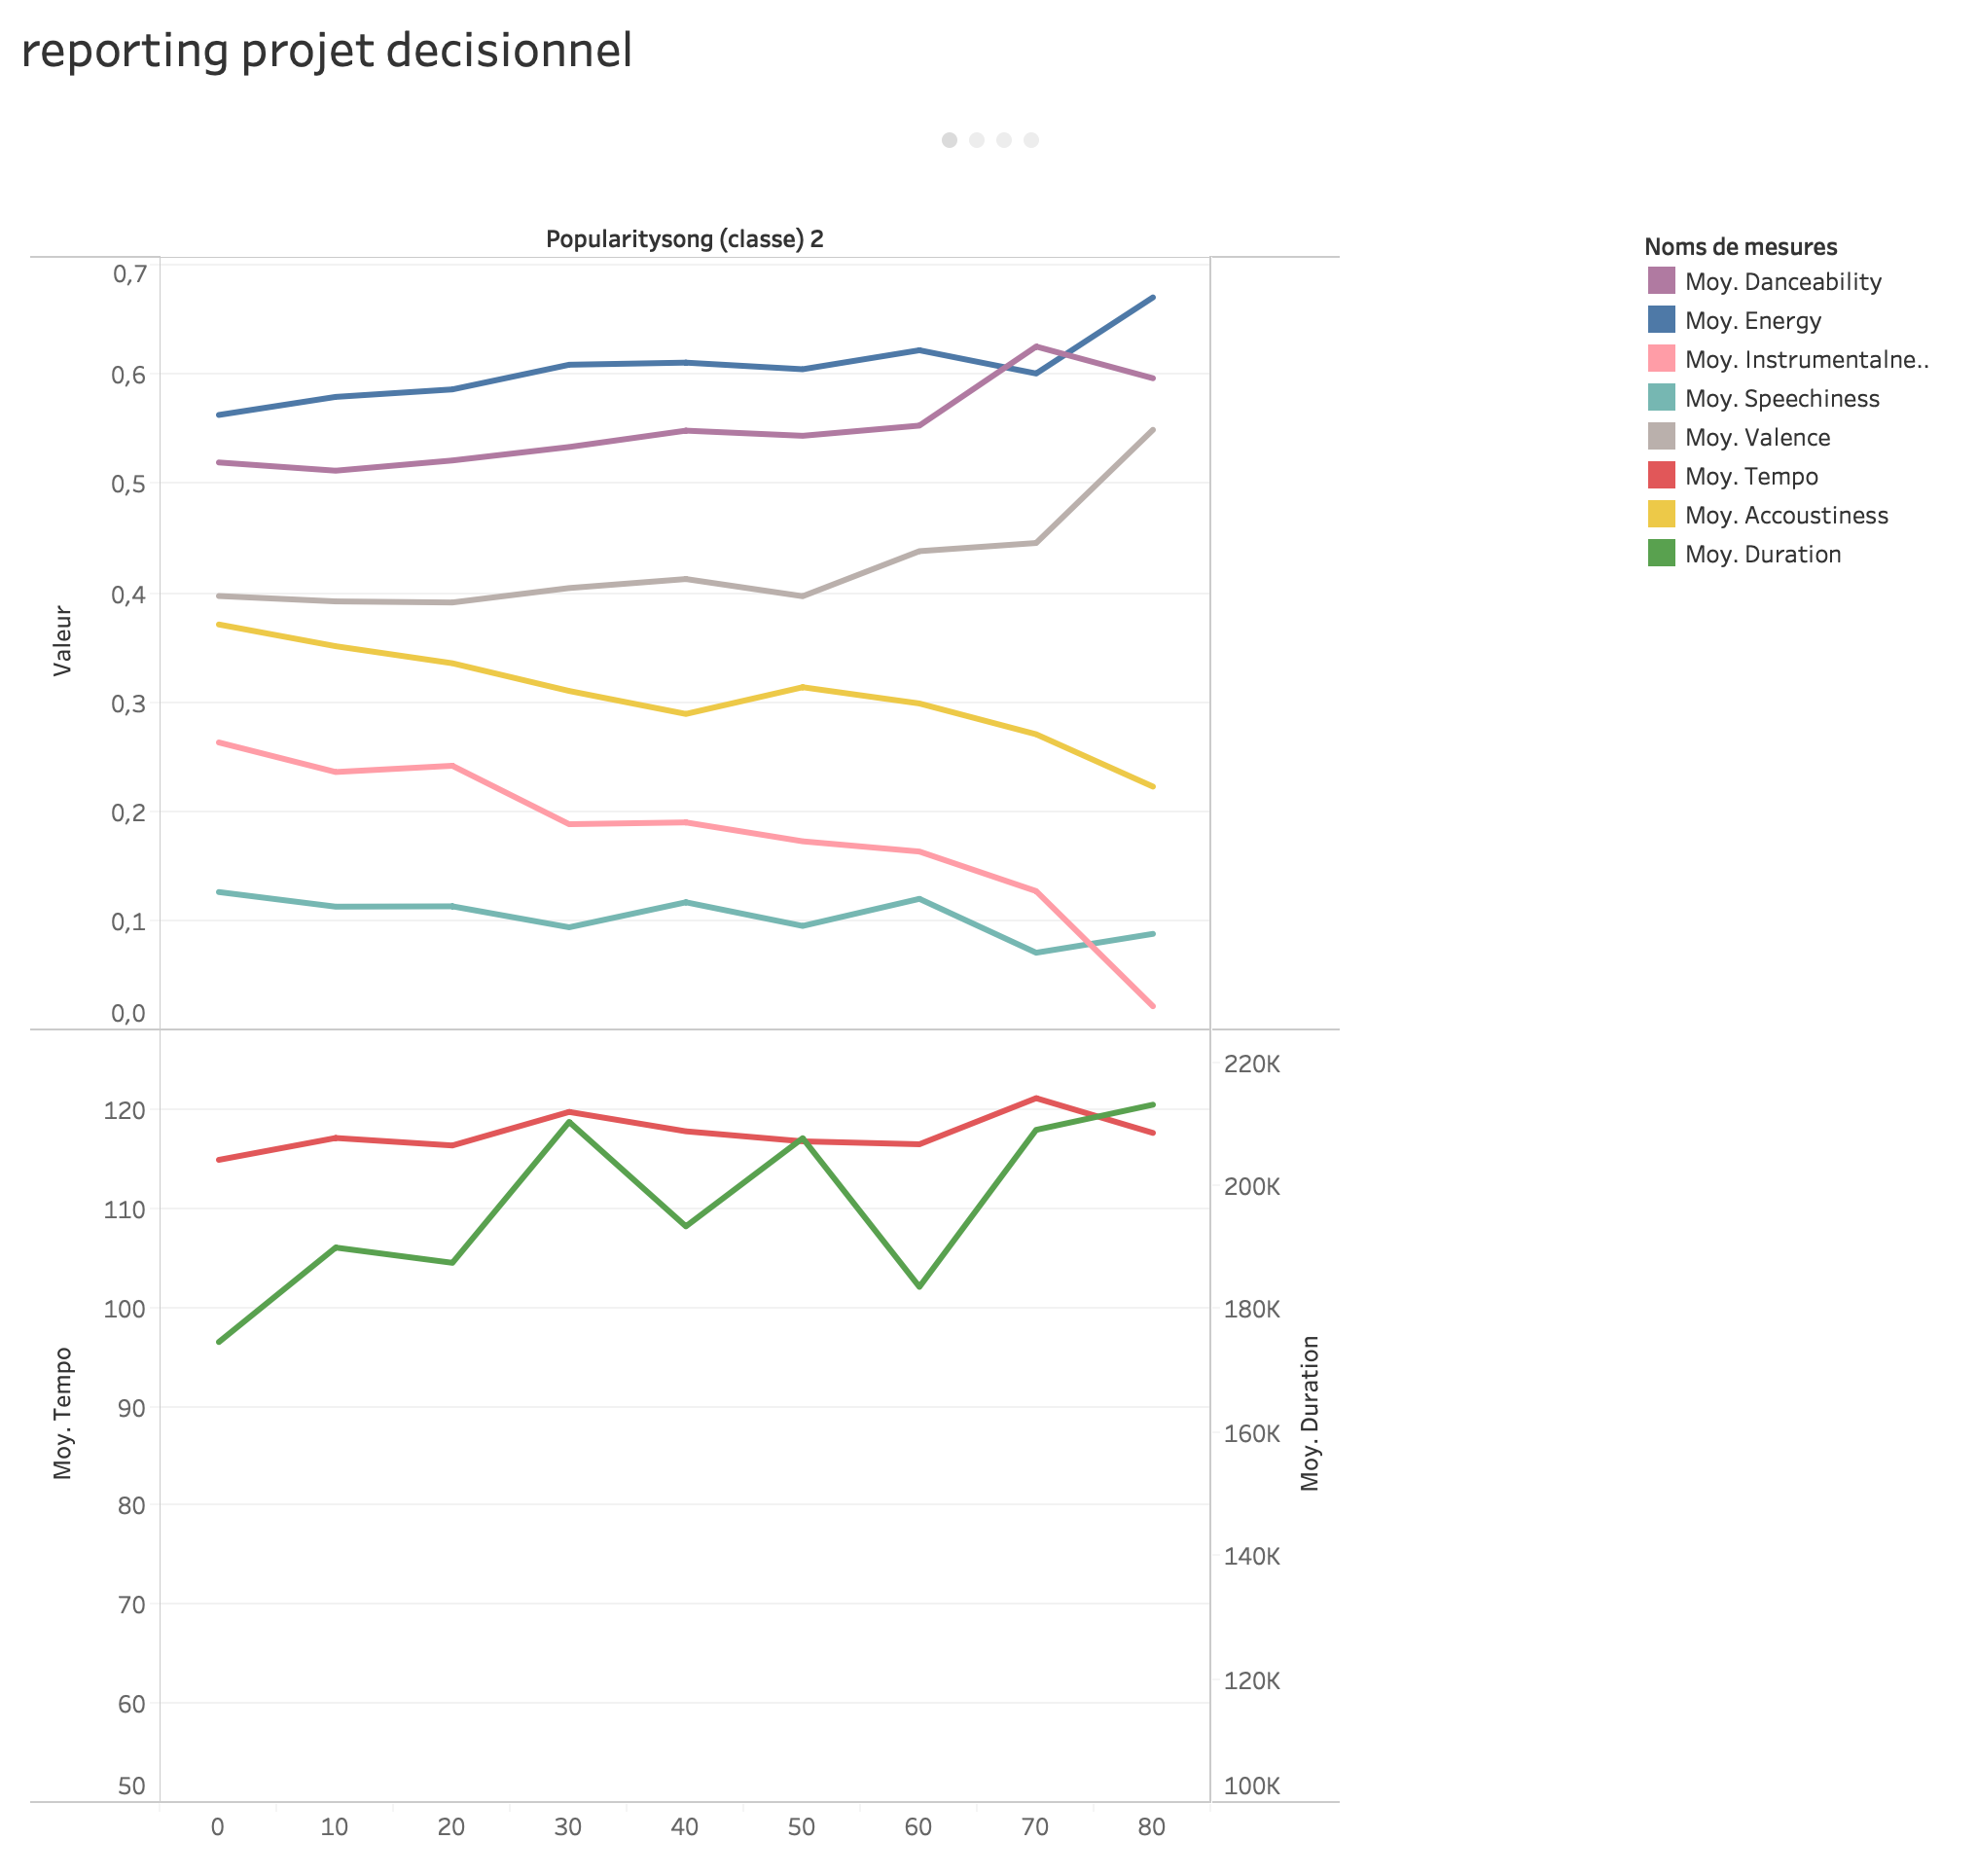 reporting projet decisionnel
Popularitysong (classe) 2
Noms de mesures
Moy. Danceability
Moy. Energy
Moy. Instrumentalne..
Moy. Speechiness
Moy. Valence
Moy. Tempo
Moy. Accoustiness
Moy. Duration
Valeur
0,7
0,6
0,5
0,4
0,3
0,2
0,1
0,0
Moy. Tempo
120
110
100
90
80
70
60
50
220K
200K
180K
160K
140K
120K
100K
Moy. Duration
0 10 20 30 40 50 60 70 80